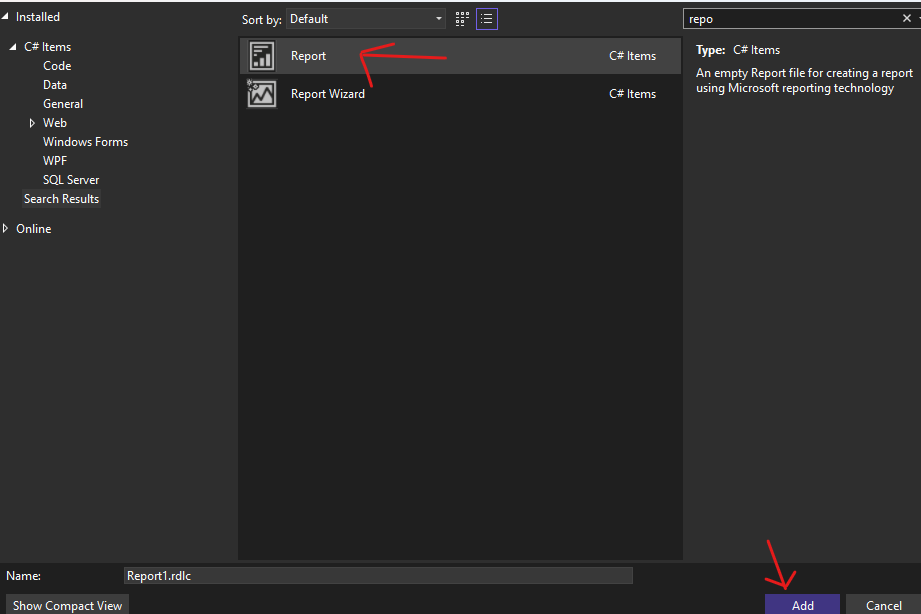 Installed
C# Items
Code
Data
General
Web
Windows Forms
WPF
SQL Server
Search Results
Online
Sort by: Default
Report C# Items
Report Wizard C# Items
repo
Type: C# Items
An empty Report file for creating a report
using Microsoft reporting technology
Name: Report1.rdlc
Show Compact View
Add Cancel